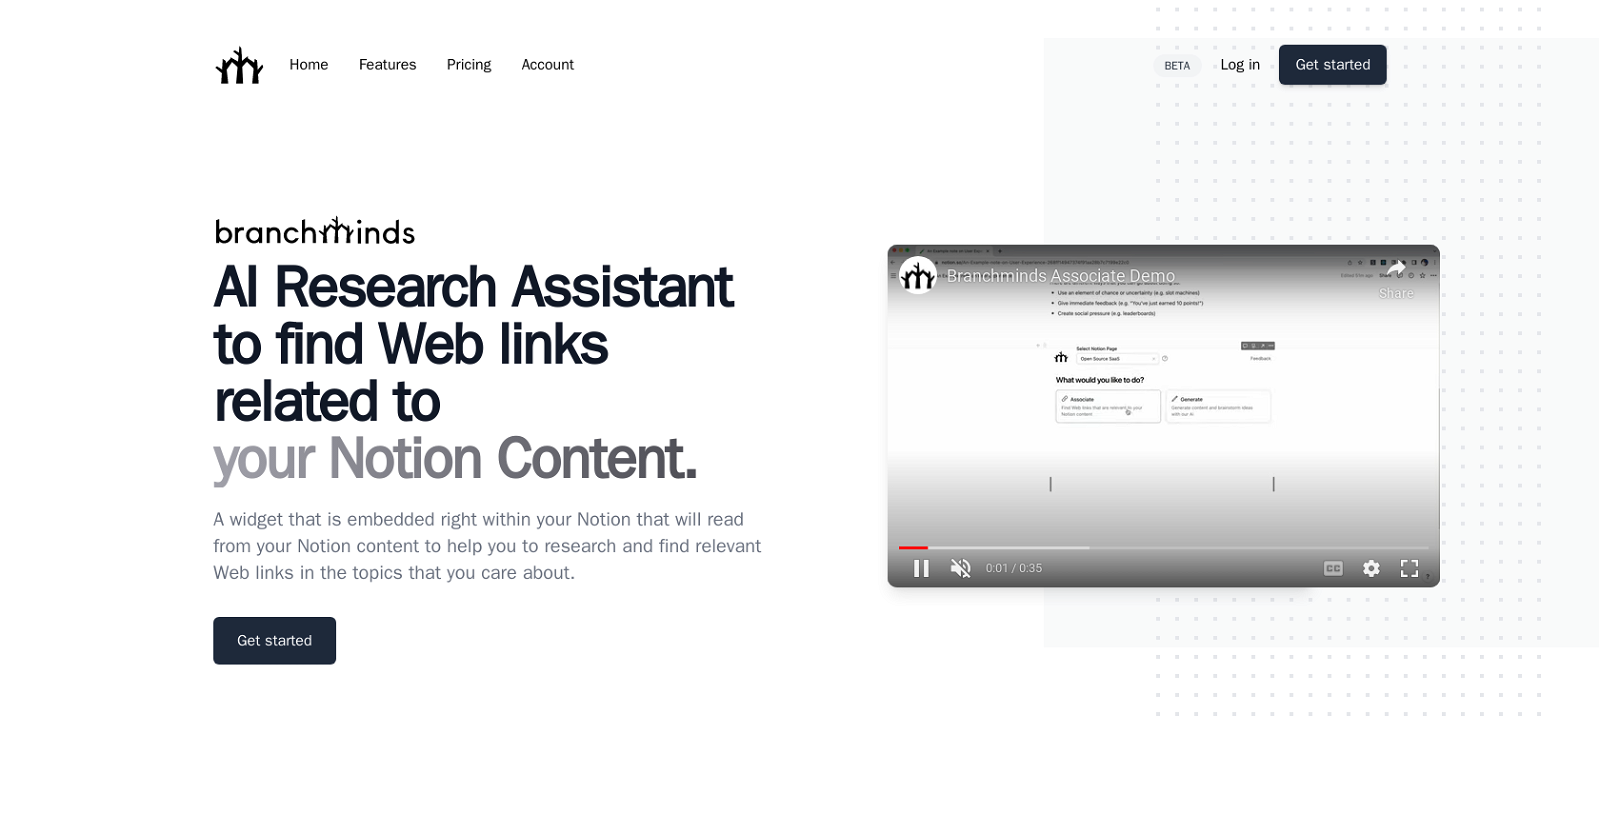 Home Features Pricing Account BETA Log in Get started
branchminds
AI Research Assistant
to find Web links
related to
your Notion Content.
A widget that is embedded right within your Notion that will read
from your Notion content to help you to research and find relevant
Web links in the topics that you care about.
Get started
Branchminds Associate Demo
Share
• Use an element of chance or uncertainty (e.g. slot machines)
• Give immediate feedback (e.g. "You've just earned 10 points!")
• Create social pressure (e.g. leaderboards)
Select Notion Page
Open Source SaaS
Feedback
What would you like to do?
Associate
Find Web links that are relevant to your
Notion content
Generate
Generate content and brainstorm ideas
with our AI
0:01 / 0:35
CC